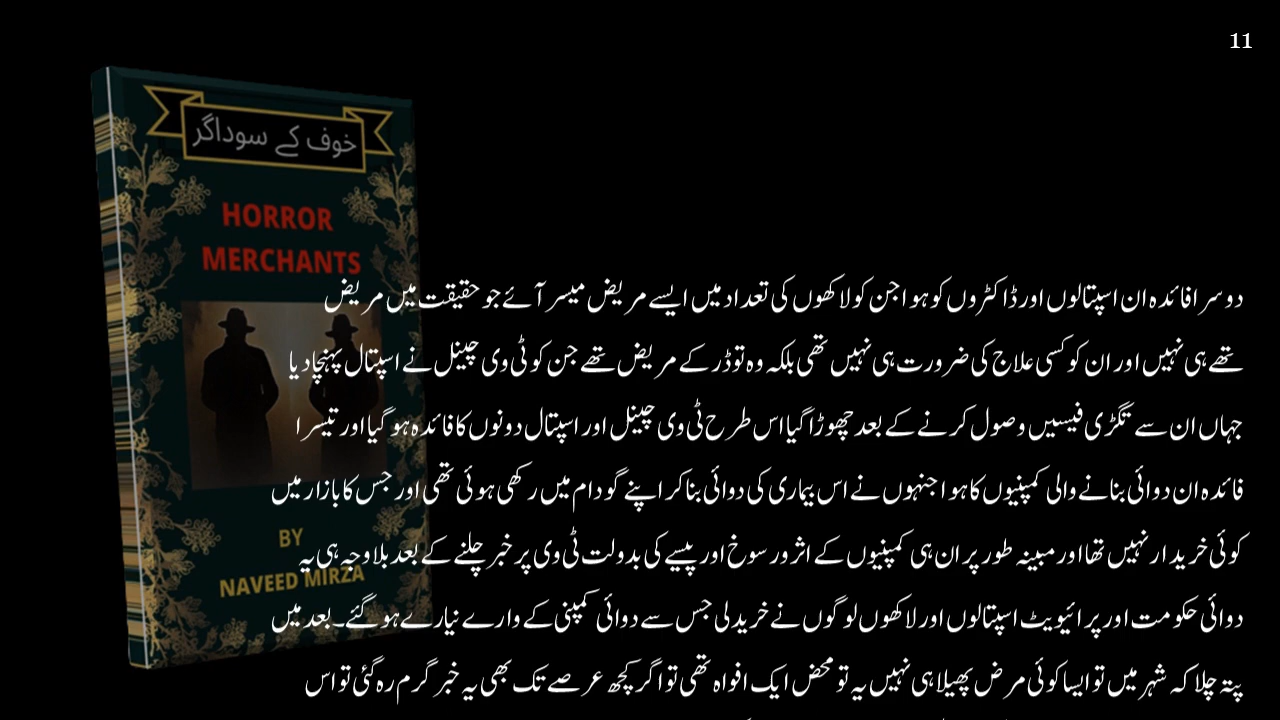 11
خوف کے سوداگر
HORROR
MERCHANTS
BY
NAVEED MIRZA
دوسرا فائدہ ان اسپتالوں اور ڈاکٹروں کو ہوا جن کو لاکھوں کی تعداد میں ایسے مریض میسر آئے جو حقیقت میں مریض
تھے ہی نہیں اور ان کو کسی علاج کی ضرورت ہی نہیں تھی بلکہ وہ تو ڈر کے مریض تھے جن کو ٹی وی چینل نے اسپتال پہنچا دیا
جہاں ان سے تگڑی فیسیں وصول کرنے کے بعد چھوڑا گیا اس طرح ٹی وی چینل اور اسپتال دونوں کا فائدہ ہو گیا اور تیسرا
فائدہ ان دوائی بنانے والی کمپنیوں کا ہوا جنہوں نے اس بیماری کی دوائی بنا کر اپنے گودام میں رکھی ہوئی تھی اور جس کا بازار میں
کوئی خریدار نہیں تھا اور مبینہ طور پر ان ہی کمپنیوں کے اثر ورسوخ اور پیسے کی بدولت ٹی وی پر خبر چلنے کے بعد بلاوجہ ہی یہ
دوائی حکومت اور پرائیویٹ اسپتالوں اور لاکھوں لوگوں نے خرید لی جس سے دوائی کمپنی کے وارے نیارے ہو گئے۔ بعد میں
پتہ چلا کہ شہر میں تو ایسا کوئی مرض پھیلا ہی نہیں یہ تو محض ایک افواہ تھی تو اگر کچھ عرصے تک بھی یہ خبر گرم رہ گئی تو اس